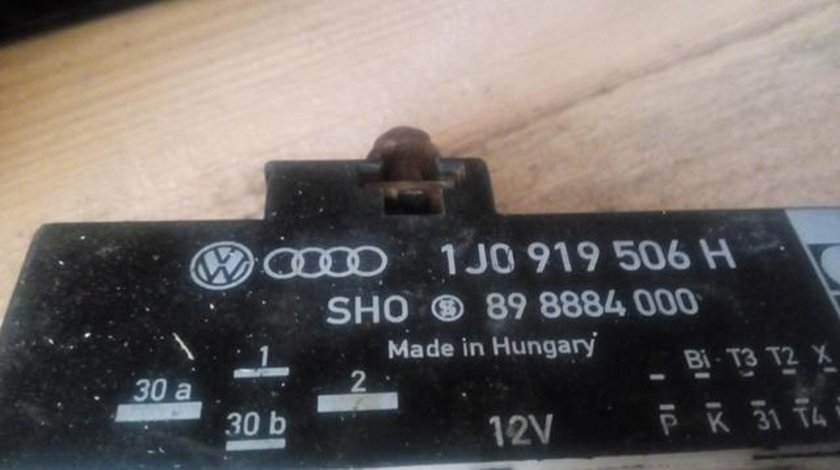 1J0 919 506 H
SHO 89 8884 000
Made in Hungary
1
30 a
2
30 b
12V
Bi T3 T2 X
P K 31 T4